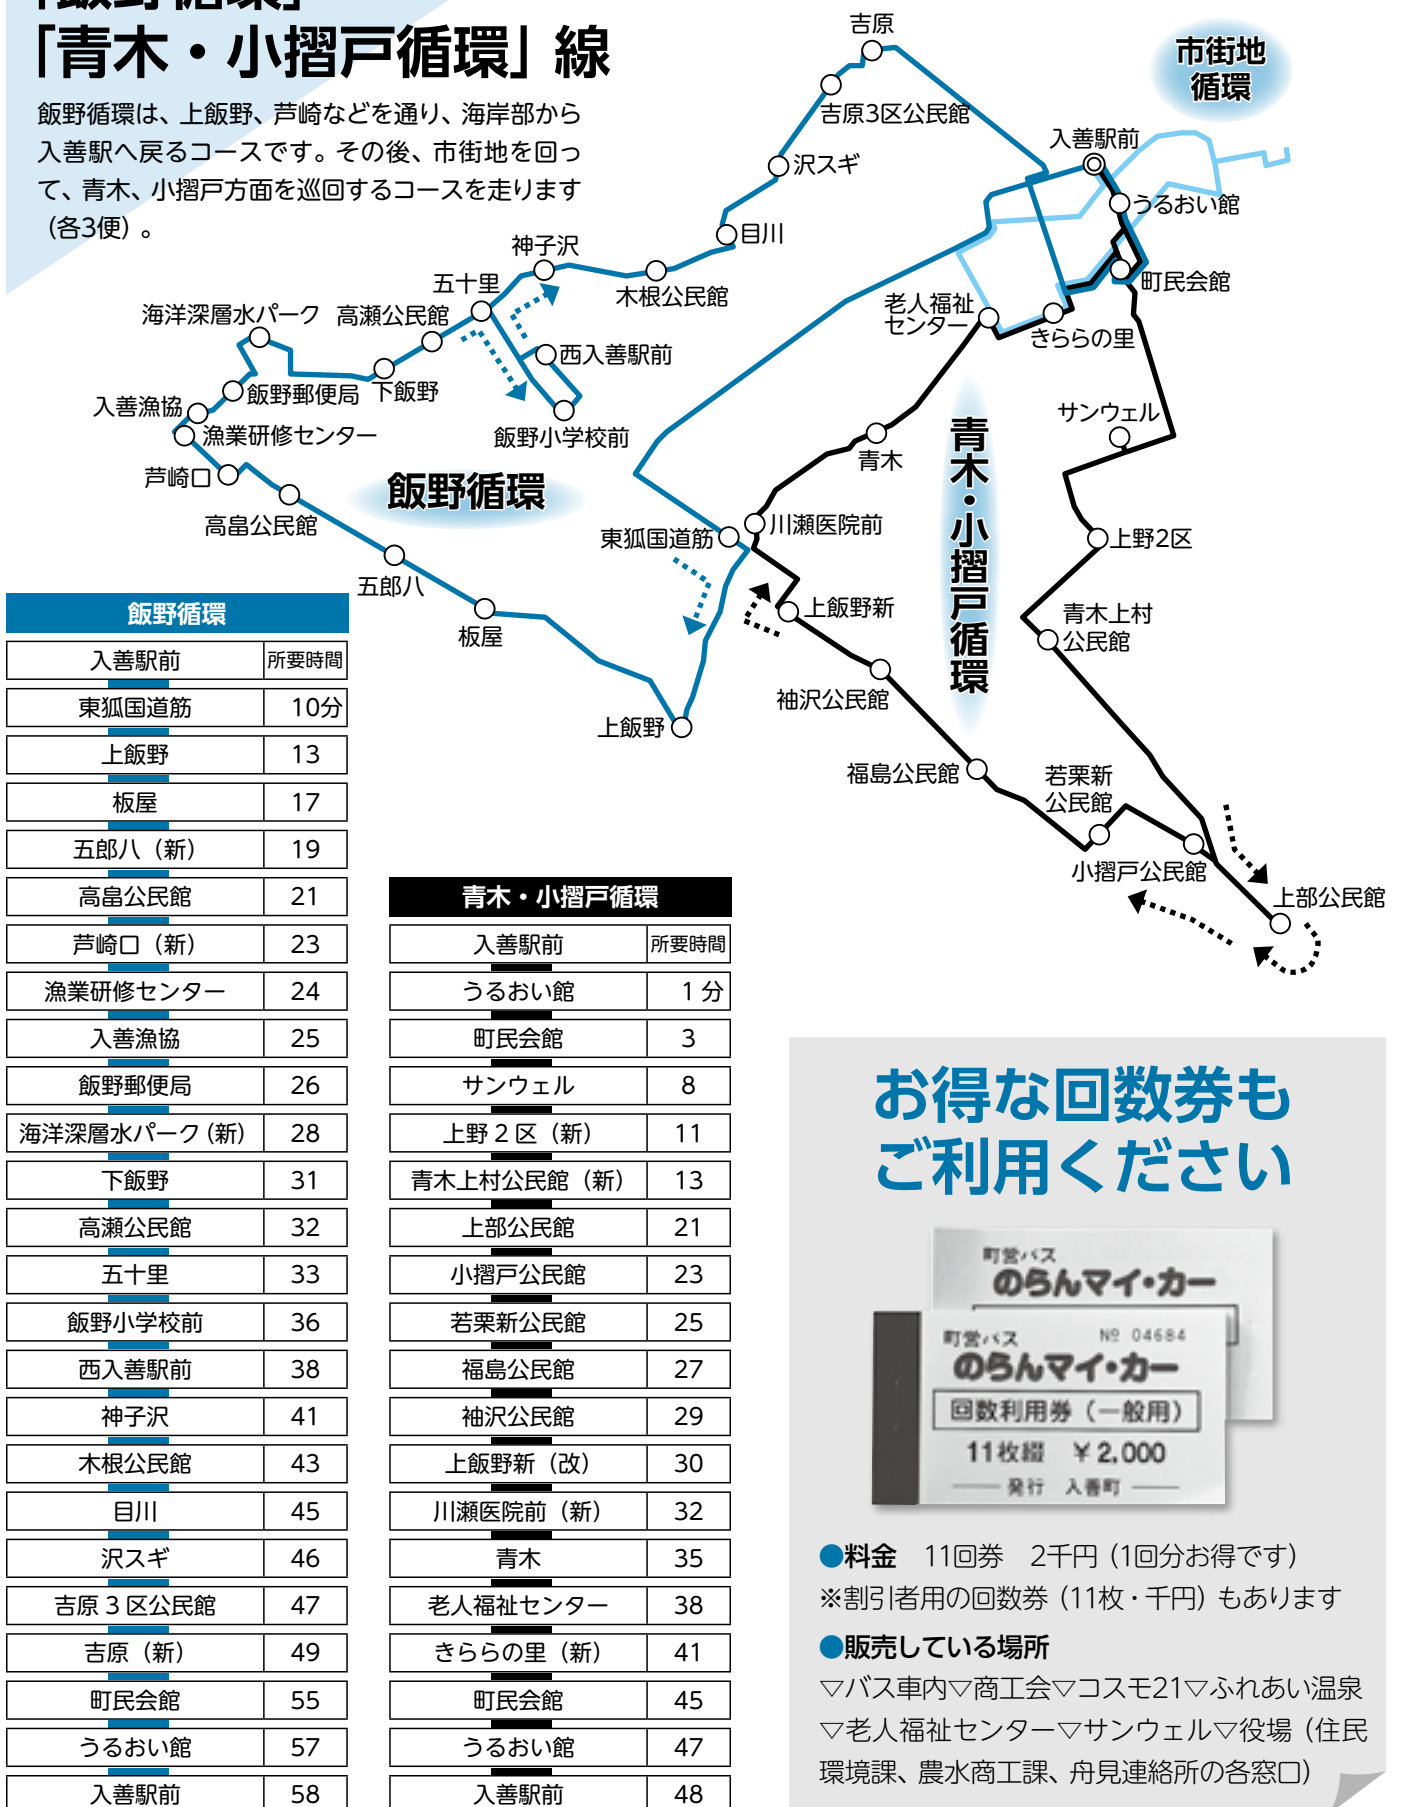 「飯野循環」
「青木・小摺戸循環」線
飯野循環は、上飯野、芦崎などを通り、海岸部から
入善駅へ戻るコースです。その後、市街地を回っ
て、青木、小摺戸方面を巡回するコースを走ります
（各3便）。
市街地
循環
吉原
吉原3区公民館
沢スギ
目川
木根公民館
神子沢
五十里
西入善駅前
飯野小学校前
高瀬公民館
下飯野
海洋深層水パーク
飯野郵便局
入善漁協
漁業研修センター
芦崎口
高畠公民館
五郎八
板屋
上飯野
東狐国道筋
飯野循環
入善駅前
うるおい館
町民会館
きららの里
老人福祉
センター
サンウェル
上野2区
青木上村
公民館
上部公民館
小摺戸公民館
若栗新
公民館
福島公民館
袖沢公民館
上飯野新
川瀬医院前
青木
青木・小摺戸循環
飯野循環
入善駅前 所要時間
東狐国道筋 10分
上飯野 13
板屋 17
五郎八（新） 19
高畠公民館 21
芦崎口（新） 23
漁業研修センター 24
入善漁協 25
飯野郵便局 26
海洋深層水パーク（新） 28
下飯野 31
高瀬公民館 32
五十里 33
飯野小学校前 36
西入善駅前 38
神子沢 41
木根公民館 43
目川 45
沢スギ 46
吉原3区公民館 47
吉原（新） 49
町民会館 55
うるおい館 57
入善駅前 58
青木・小摺戸循環
入善駅前 所要時間
うるおい館 1分
町民会館 3
サンウェル 8
上野2区（新） 11
青木上村公民館（新） 13
上部公民館 21
小摺戸公民館 23
若栗新公民館 25
福島公民館 27
袖沢公民館 29
上飯野新（改） 30
川瀬医院前（新） 32
青木 35
老人福祉センター 38
きららの里（新） 41
町民会館 45
うるおい館 47
入善駅前 48
お得な回数券も
ご利用ください
町営バス
のらんマイ・カー
町営バス № 04684
のらんマイ・カー
回数利用券（一般用）
11枚綴 ￥2,000
発行 入善町
●料金 11回券 2千円（1回分お得です）
※割引者用の回数券（11枚・千円）もあります
●販売している場所
▽バス車内▽商工会▽コスモ21▽ふれあい温泉
▽老人福祉センター▽サンウェル▽役場（住民
環境課、農水商工課、舟見連絡所の各窓口）